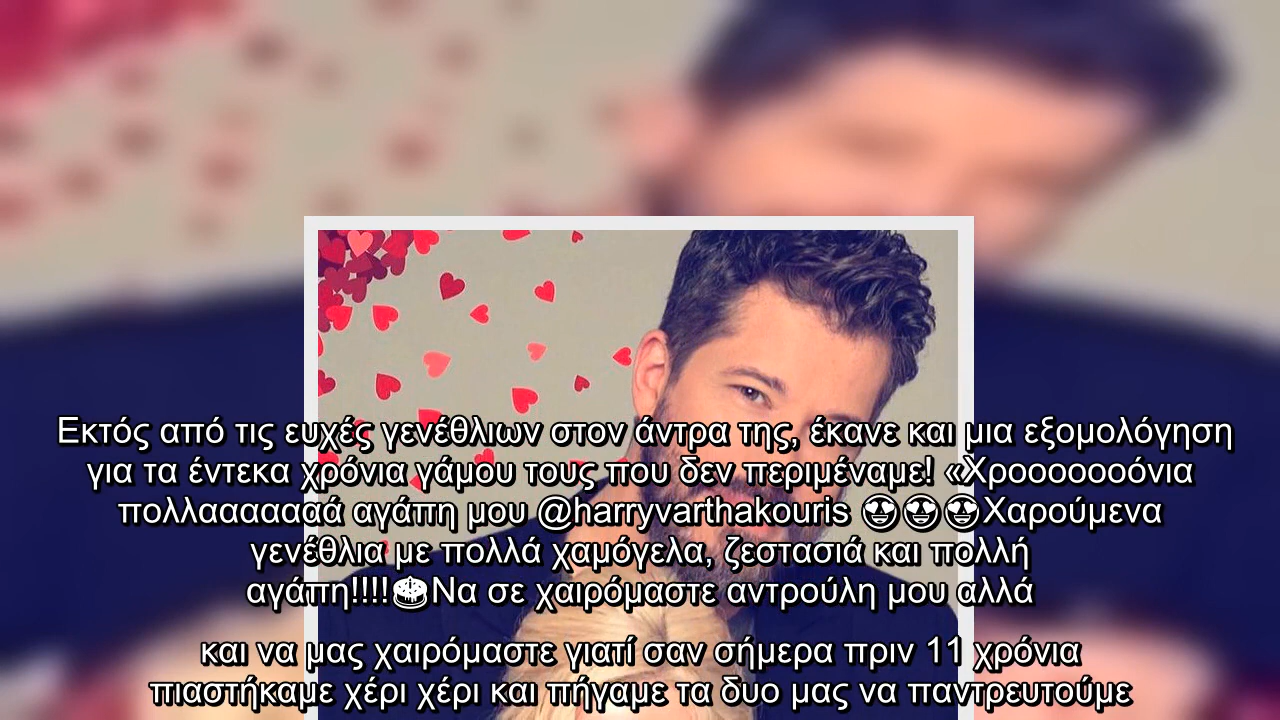 Εκτός από τις ευχές γενέθλιων στον άντρα της, έκανε και μια εξομολόγηση
για τα έντεκα χρόνια γάμου τους που δεν περιμέναμε! «Χροοοοοοόνια
πολλααααααά αγάπη μου @harryvarthakouris 😍😍😍Χαρούμενα
γενέθλια με πολλά χαμόγελα, ζεστασιά και πολλή
αγάπη!!!!🎂Να σε χαιρόμαστε αντρούλη μου αλλά
και να μας χαιρόμαστε γιατί σαν σήμερα πριν 11 χρόνια
πιαστήκαμε χέρι χέρι και πήγαμε τα δυο μας να παντρευτούμε